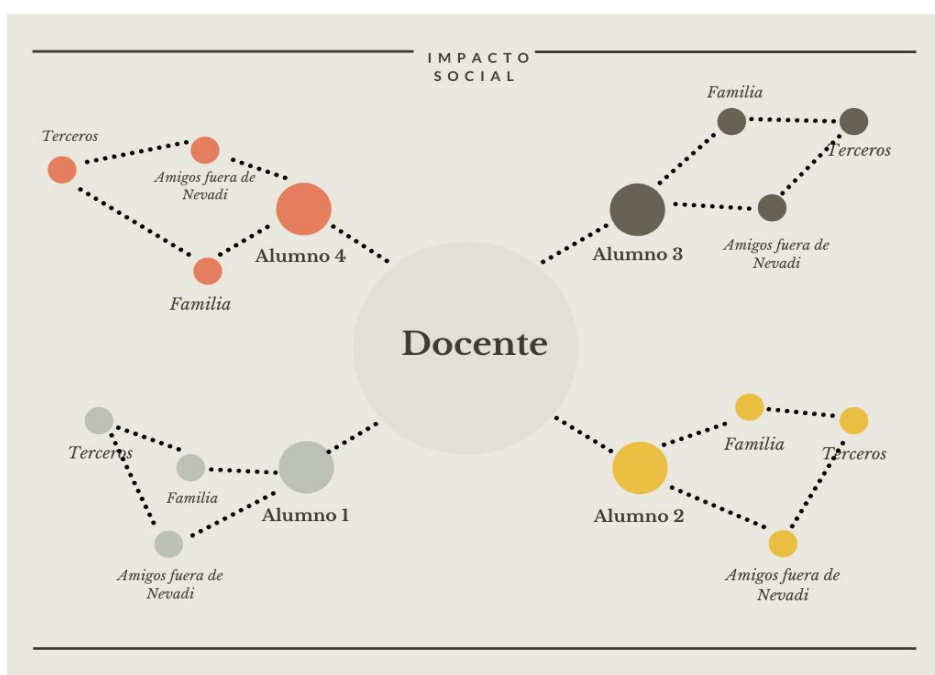 IMPACTO
SOCIAL
Familia
Terceros
Terceros
Amigos fuera de
Nevadi
Alumno 4
Alumno 3
Amigos fuera de
Nevadi
Familia
Docente
Terceros
Familia
Alumno 1
Amigos fuera de
Nevadi
Familia
Terceros
Alumno 2
Amigos fuera de
Nevadi